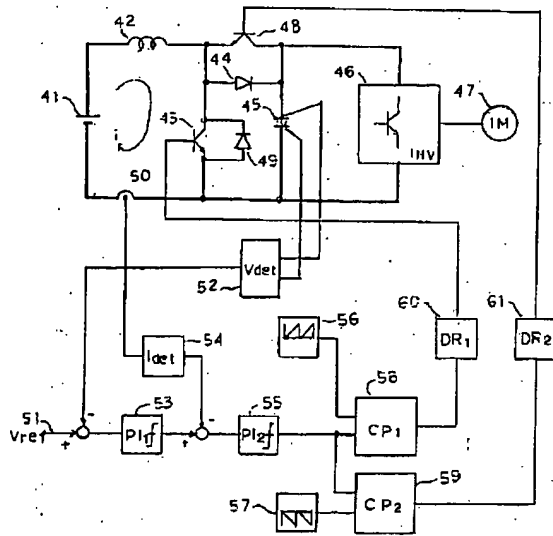 42
48
44
41
46
47
43
45
IM
i
49
INV
50
Vdet
52
60
61
56
54
DR1
DR2
Idet
58
51
53
55
Vref
-
+
PI1
-
+
PI2
CP1
59
57
CP2